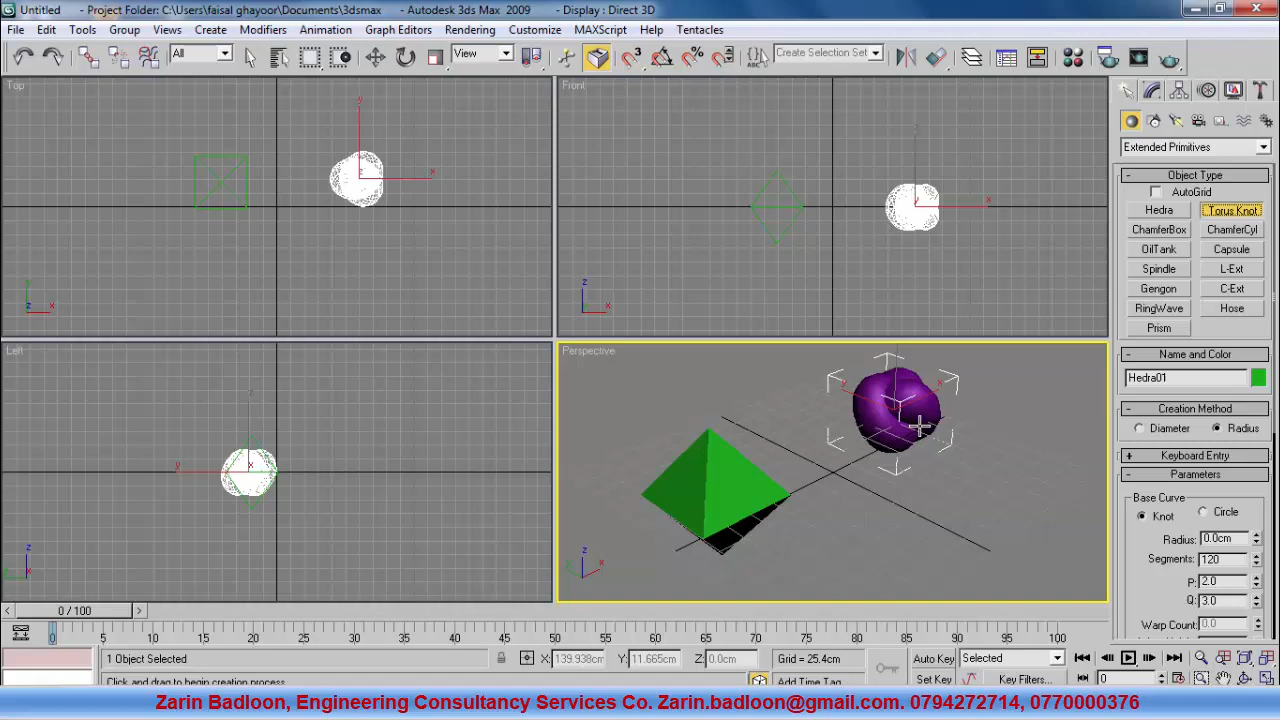 Untitled - Project Folder: C:\Users\faisal ghayoor\Documents\3dsmax - Autodesk 3ds Max 2009 - Display : Direct 3D
File Edit Tools Group Views Create Modifiers Animation Graph Editors Rendering Customize MAXScript Help Tentacles
All View 3 Create Selection Set
Top Front
y x z
z x
y z x
z x
Extended Primitives
- Object Type
AutoGrid
Hedra Torus Knot
ChamferBox ChamferCyl
OilTank Capsule
Spindle L-Ext
Gengon C-Ext
RingWave Hose
Prism
Left Perspective
y x
z
z x
- Name and Color
Hedra01
- Creation Method
Diameter Radius
+ Keyboard Entry
- Parameters
Base Curve
Knot Circle
Radius: 0.0cm
Segments: 120
P: 2.0
Q: 3.0
Warp Count: 0.0
< 0 / 100 >
0 5 10 15 20 25 30 35 40 45 50 55 60 65 70 75 80 85 90 95 100
1 Object Selected X: 139.938cm Y: 11.665cm Z: 0.0cm Grid = 25.4cm Auto Key Selected
drag to begin creation process Add Time Tag Set Key Key Filters... 0
Zarin Badloon, Engineering Consultancy Services Co. Zarin.badloon@gmail.com. 0794272714, 0770000376